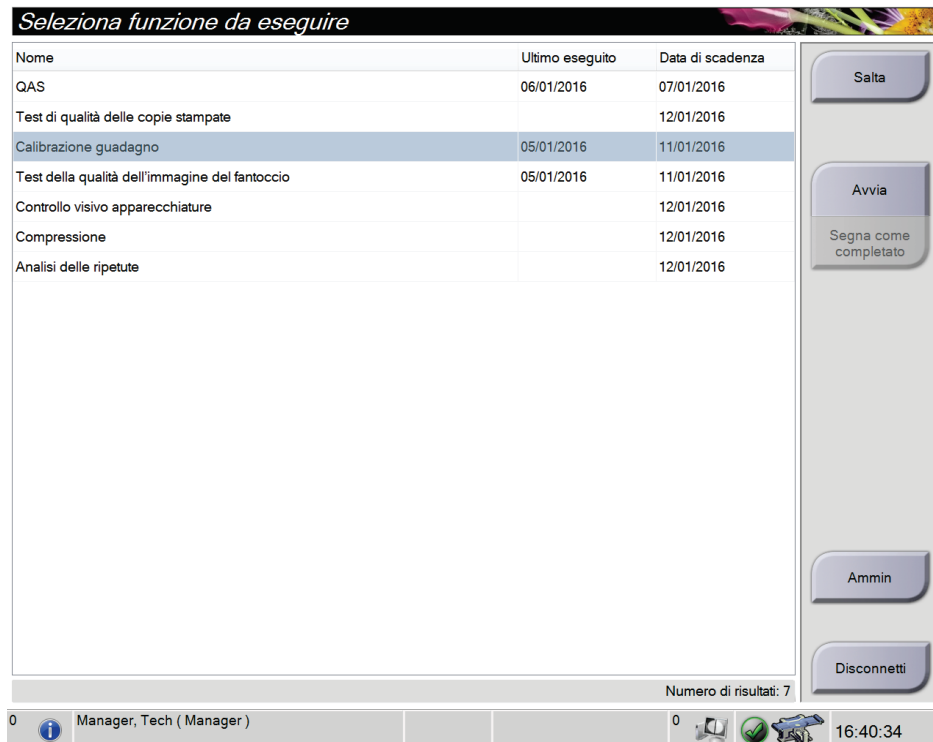 Seleziona funzione da eseguire
Nome Ultimo eseguito Data di scadenza
QAS 06/01/2016 07/01/2016
Test di qualità delle copie stampate 12/01/2016
Calibrazione guadagno 05/01/2016 11/01/2016
Test della qualità dell'immagine del fantoccio 05/01/2016 11/01/2016
Controllo visivo apparecchiature 12/01/2016
Compressione 12/01/2016
Analisi delle ripetute 12/01/2016
Salta
Avvia
Segna come
completato
Ammin
Disconnetti
Numero di risultati: 7
0 Manager, Tech ( Manager ) 0 16:40:34